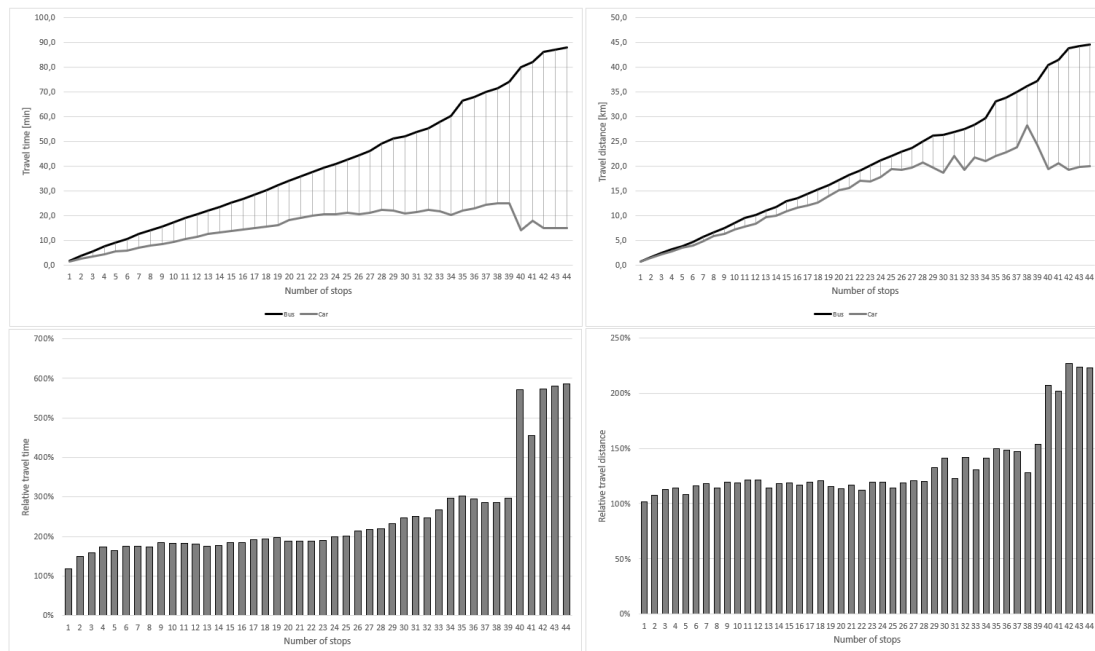 100,0
90,0
80,0
70,0
60,0
50,0
40,0
30,0
20,0
10,0
0,0
Travel time [min]
1 2 3 4 5 6 7 8 9 10 11 12 13 14 15 16 17 18 19 20 21 22 23 24 25 26 27 28 29 30 31 32 33 34 35 36 37 38 39 40 41 42 43 44
Number of stops
Bus Car
50,0
45,0
40,0
35,0
30,0
25,0
20,0
15,0
10,0
5,0
0,0
Travel distance [km]
1 2 3 4 5 6 7 8 9 10 11 12 13 14 15 16 17 18 19 20 21 22 23 24 25 26 27 28 29 30 31 32 33 34 35 36 37 38 39 40 41 42 43 44
Number of stops
Bus Car
700%
600%
500%
400%
300%
200%
100%
0%
Relative travel time
1 2 3 4 5 6 7 8 9 10 11 12 13 14 15 16 17 18 19 20 21 22 23 24 25 26 27 28 29 30 31 32 33 34 35 36 37 38 39 40 41 42 43 44
Number of stops
250%
200%
150%
100%
50%
0%
Relative travel distance
1 2 3 4 5 6 7 8 9 10 11 12 13 14 15 16 17 18 19 20 21 22 23 24 25 26 27 28 29 30 31 32 33 34 35 36 37 38 39 40 41 42 43 44
Number of stops